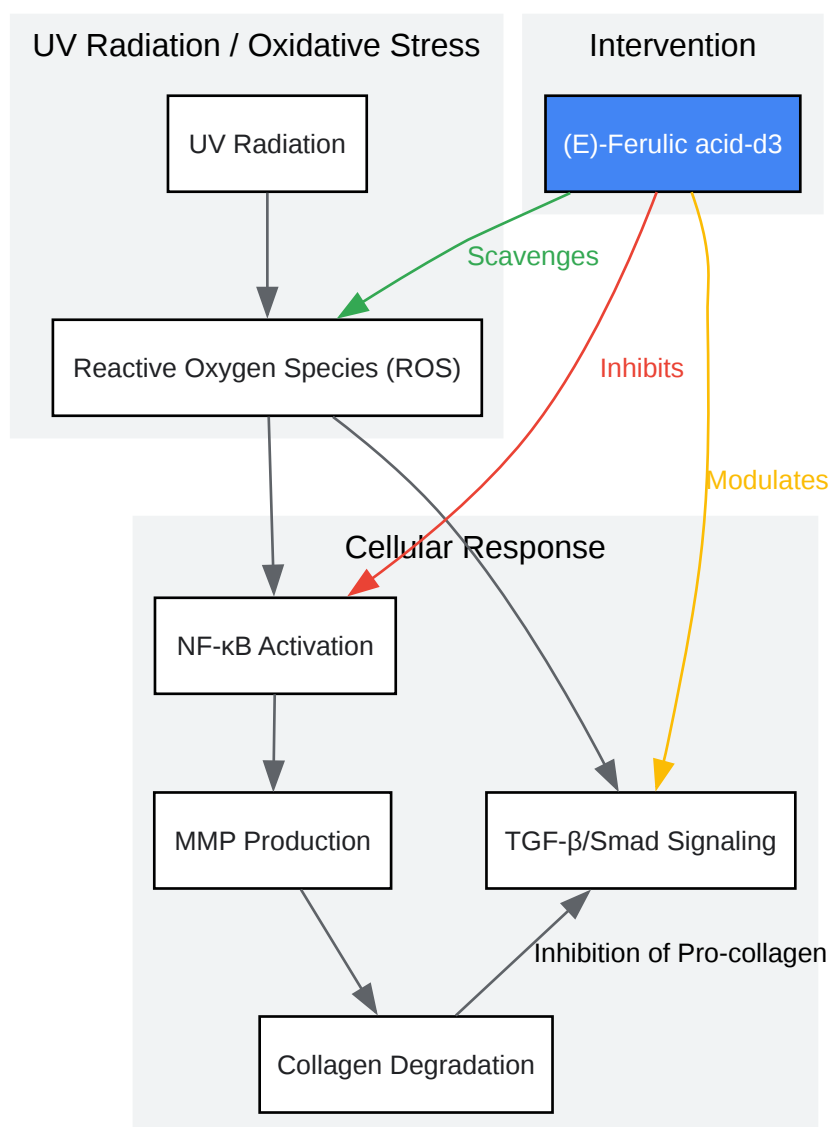 UV Radiation / Oxidative Stress
Intervention
UV Radiation
(E)-Ferulic acid-d3
Scavenges
Reactive Oxygen Species (ROS)
Inhibits
Modulates
Cellular Response
NF-κB Activation
MMP Production
TGF-β/Smad Signaling
Inhibition of Pro-collagen
Collagen Degradation